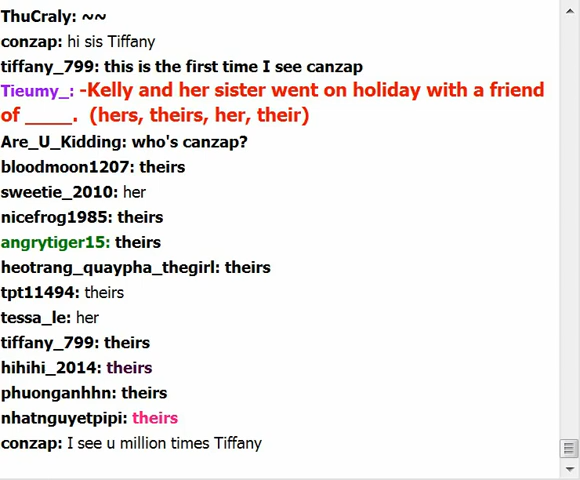 ThuCraly: ~~
conzap: hi sis Tiffany
tiffany_799: this is the first time I see canzap
Tieumy_: -Kelly and her sister went on holiday with a friend
of _____.  (hers, theirs, her, their)
Are_U_Kidding: who's canzap?
bloodmoon1207: theirs
sweetie_2010: her
nicefrog1985: theirs
angrytiger15: theirs
heotrang_quaypha_thegirl: theirs
tpt11494: theirs
tessa_le: her
tiffany_799: theirs
hihihi_2014: theirs
phuonganhhn: theirs
nhatnguyetpipi: theirs
conzap: I see u million times Tiffany